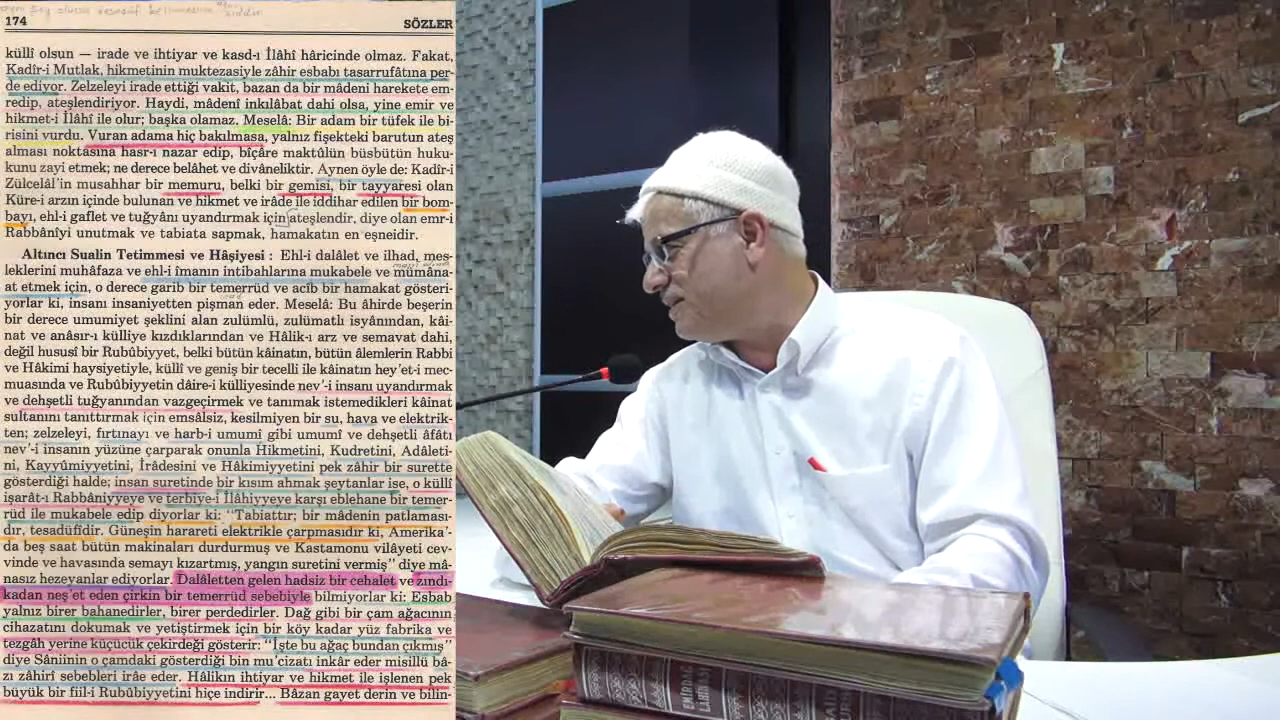 174
SÖZLER
küllî olsun — irade ve ihtiyar ve kasd-ı İlâhî hâricinde olmaz. Fakat,
Kadîr-i Mutlak, hikmetinin muktezasiyle zâhir esbabı tasarrufâtına per-
de ediyor. Zelzeleyi irade ettiği vakit, bazan da bir mâdeni harekete em-
redip, ateşlendiriyor. Haydi, mâdenî inkılâbat dahi olsa, yine emir ve
hikmet-i İlâhî ile olur; başka olamaz. Meselâ: Bir adam bir tüfek ile bi-
risini vurdu. Vuran adama hiç bakılmasa, yalnız fişekteki barutun ateş
alması noktasına hasr-ı nazar edip, bîçâre maktûlün büsbütün huku-
kunu zayi etmek; ne derece belâhet ve divâneliktir. Aynen öyle de: Kadîr-i
Zülcelâl'in musahhar bir memuru, belki bir gemisi, bir tayyaresi olan
Küre-i arzın içinde bulunan ve hikmet ve irâde ile iddihar edilen bir bom-
bayı, ehl-i gaflet ve tuğyânı uyandırmak için ateşlendir, diye olan emr-i
Rabbânîyi unutmak ve tabiata sapmak, hamakatın en eşneidir.
Altıncı Sualin Tetimmesi ve Hâşiyesi : Ehl-i dalâlet ve ilhad, mes-
leklerini muhâfaza ve ehl-i îmanın intibahlarına mukabele ve mümâna-
at etmek için, o derece garib bir temerrüd ve acib bir hamakat gösteri-
yorlar ki, insanı insaniyetten pişman eder. Meselâ: Bu âhirde beşerin
bir derece umumiyet şeklini alan zulümlü, zulümatlı isyânından, kâi-
nat ve anâsır-ı külliye kızdıklarından ve Hâlik-ı arz ve semavat dahi,
değil hususî bir Rubûbiyyet, belki bütün kâinatın, bütün âlemlerin Rabbi
ve Hâkimi haysiyetiyle, küllî ve geniş bir tecelli ile kâinatın hey'et-i mec-
muasında ve Rubûbiyyetin dâire-i külliyesinde nev'-i insanı uyandırmak
ve dehşetli tuğyanından vazgeçirmek ve tanımak istemedikleri kâinat
sultanını tanıttırmak için emsâlsiz, kesilmiyen bir su, hava ve elektrik-
ten; zelzeleyi, fırtınayı ve harb-i umumî gibi umumî ve dehşetli âfâtı
nev'-i insanın yüzüne çarparak onunla Hikmetini, Kudretini, Adâleti-
ni, Kayyûmiyyetini, İrâdesini ve Hâkimiyyetini pek zâhir bir surette
gösterdiği halde; insan suretinde bir kısım ahmak şeytanlar ise, o küllî
işarât-ı Rabbâniyyeye ve terbiye-i İlâhiyyeye karşı eblehane bir temer-
rüd ile mukabele edip diyorlar ki: "Tabiattır; bir mâdenin patlaması-
dır, tesadüfîdir. Güneşin harareti elektrikle çarpmasıdır ki, Amerika'-
da beş saat bütün makinaları durdurmuş ve Kastamonu vilâyeti cev-
vinde ve havasında semayı kızartmış, yangın suretini vermiş" diye mâ-
nasız hezeyanlar ediyorlar. Dalâletten gelen hadsiz bir cehalet ve zındı-
kadan neş'et eden çirkin bir temerrüd sebebiyle bilmiyorlar ki: Esbab
yalnız birer bahanedirler, birer perdedirler. Dağ gibi bir çam ağacının
cihazatını dokumak ve yetiştirmek için bir köy kadar yüz fabrika ve
tezgâh yerine küçücük çekirdeği gösterir: "İşte bu ağaç bundan çıkmış"
diye Sâniinin o çamdaki gösterdiği bin mu'cizatı inkâr eder misillü bâ-
zı zâhirî sebebleri irâe eder. Hâlikın ihtiyar ve hikmet ile işlenen pek
büyük bir fiil-i Rubûbiyyetini hiçe indirir... Bâzan gayet derin ve bilin-
EMİRDAĞ
LÂHİKASI